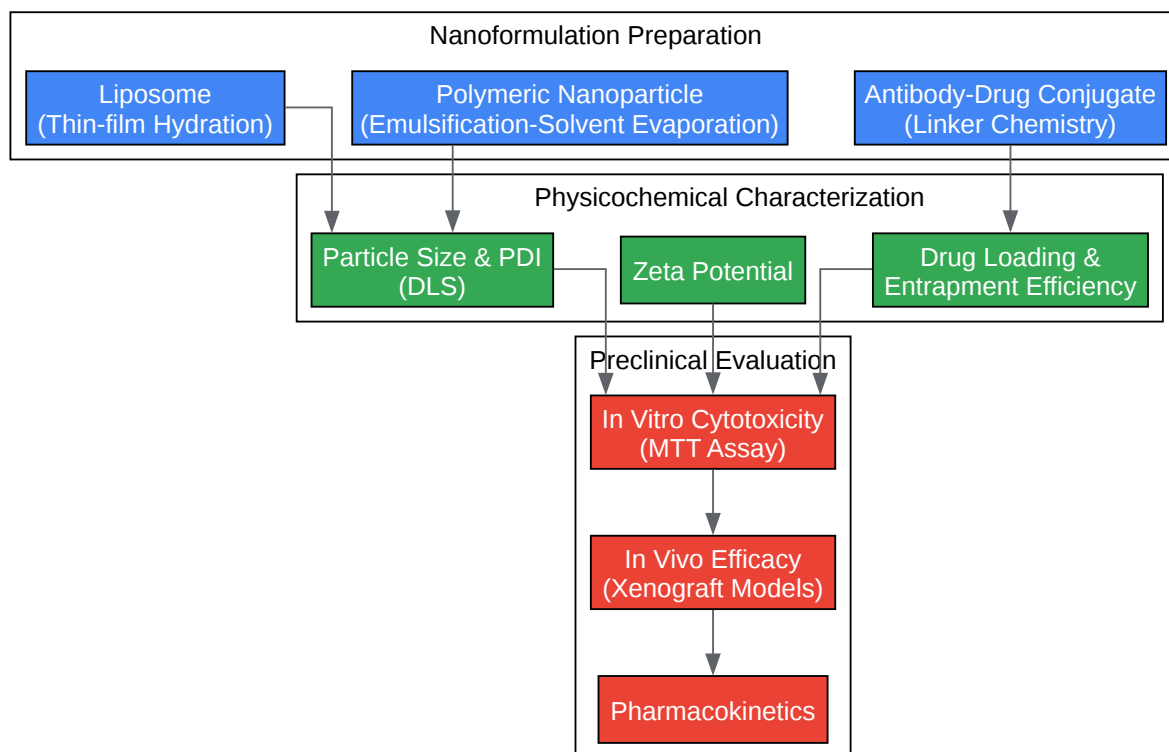 Nanoformulation Preparation
Liposome
(Thin-film Hydration)
Polymeric Nanoparticle
(Emulsification-Solvent Evaporation)
Antibody-Drug Conjugate
(Linker Chemistry)
Physicochemical Characterization
Particle Size & PDI
(DLS)
Zeta Potential
Drug Loading &
Entrapment Efficiency
Preclinical Evaluation
In Vitro Cytotoxicity
(MTT Assay)
In Vivo Efficacy
(Xenograft Models)
Pharmacokinetics